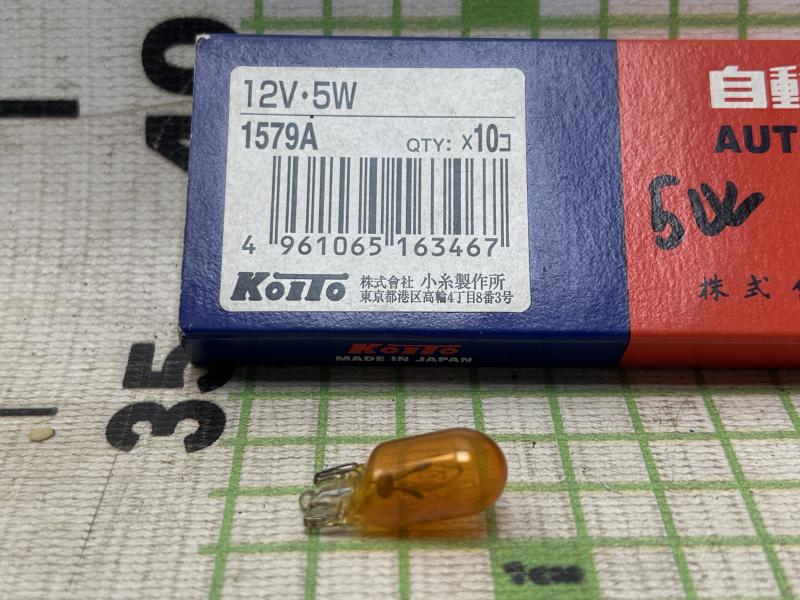 12V・5W
1579A QTY: X10コ
4 961065 163467
KOITO 株式會社 小糸製作所
東京都港区高輪4丁目8番3号
KOITO
MADE IN JAPAN
自動
AUT
5W
株式
35
1CM